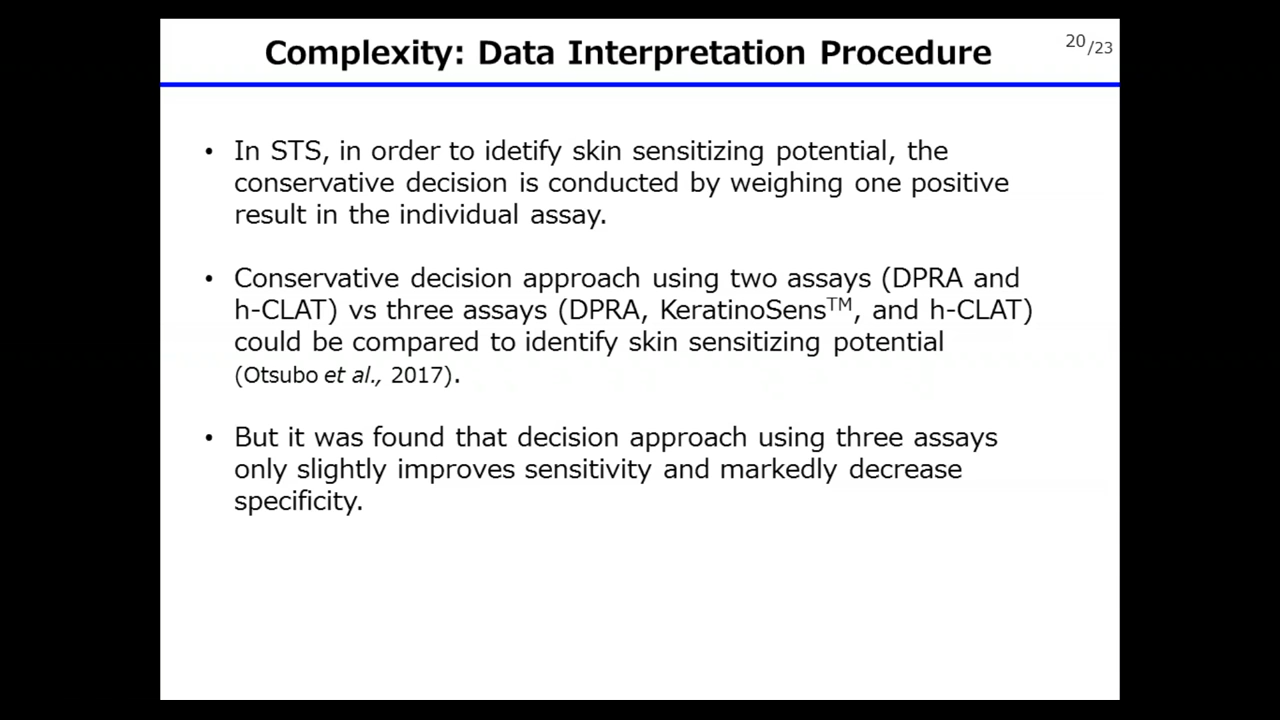 Complexity: Data Interpretation Procedure
20/23
• In STS, in order to idetify skin sensitizing potential, the
conservative decision is conducted by weighing one positive
result in the individual assay.
• Conservative decision approach using two assays (DPRA and
h-CLAT) vs three assays (DPRA, KeratinoSens™, and h-CLAT)
could be compared to identify skin sensitizing potential
(Otsubo et al., 2017).
• But it was found that decision approach using three assays
only slightly improves sensitivity and markedly decrease
specificity.